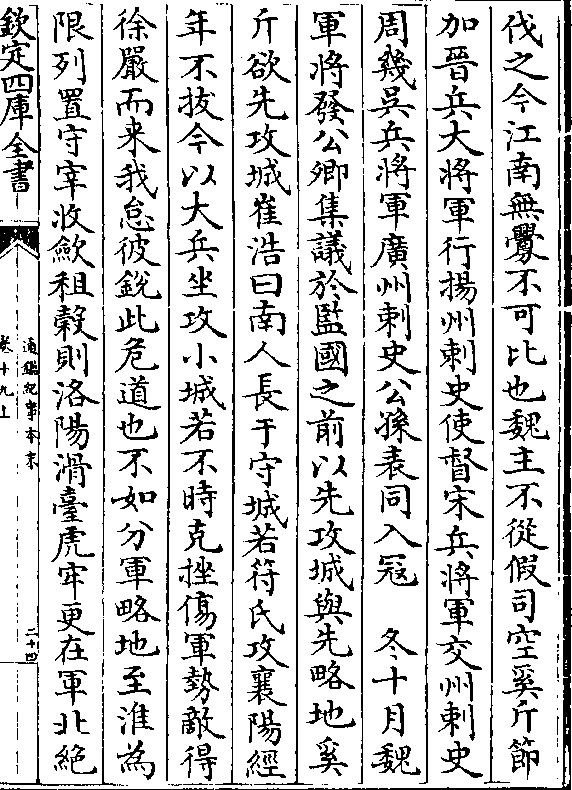 伐之今江南無釁不可比也魏主不從假司空奚斤節
加晉兵大將軍行揚州刺史使督宋兵將軍交州刺史
周幾吳兵將軍廣州刺史公孫表同入寇　冬十月魏
軍將發公卿集議於監國之前以先攻城與先略地奚
斤欲先攻城崔浩曰南人長于守城若苻氏攻襄陽經
年不拔今以大兵坐攻小城若不時克挫傷軍勢敵得
徐嚴而来我怠彼銳此危道也不如分軍略地至淮為
限列置守宰收斂租穀則洛陽滑臺虎牢更在軍北絶
欽定四庫全書
通鑑紀事本末
卷十九上
二十四